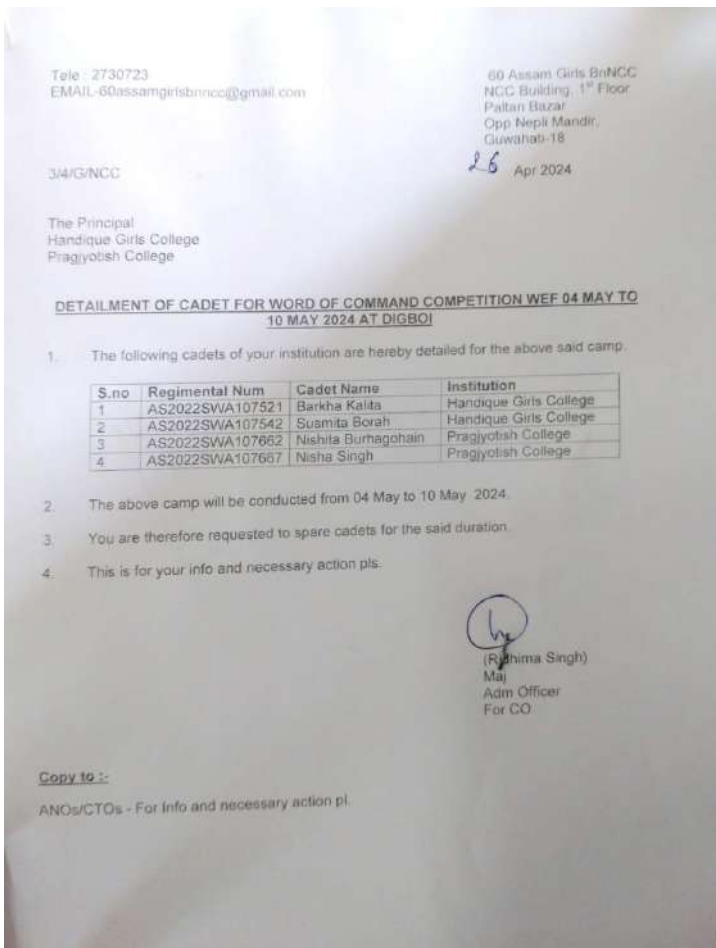 Tele : 2730723
EMAIL-60assamgirlsbnncc@gmail.com
60 Assam Girls BnNCC
NCC Building, 1st Floor
Paltan Bazar
Opp Nepli Mandir,
Guwahati-18
3/4/G/NCC
26 Apr 2024
The Principal
Handique Girls College
Pragjyotish College
DETAILMENT OF CADET FOR WORD OF COMMAND COMPETITION WEF 04 MAY TO
10 MAY 2024 AT DIGBOI
1. The following cadets of your institution are hereby detailed for the above said camp.
S.no Regimental Num Cadet Name Institution
1 AS2022SWA107521 Barkha Kalita Handique Girls College
2 AS2022SWA107542 Susmita Borah Handique Girls College
3 AS2022SWA107662 Nishita Burhagohain Pragjyotish College
4 AS2022SWA107667 Nisha Singh Pragjyotish College
2. The above camp will be conducted from 04 May to 10 May 2024.
3. You are therefore requested to spare cadets for the said duration.
4. This is for your info and necessary action pls.
(Ridhima Singh)
Maj
Adm Officer
For CO
Copy to :-
ANOs/CTOs - For Info and necessary action pl.